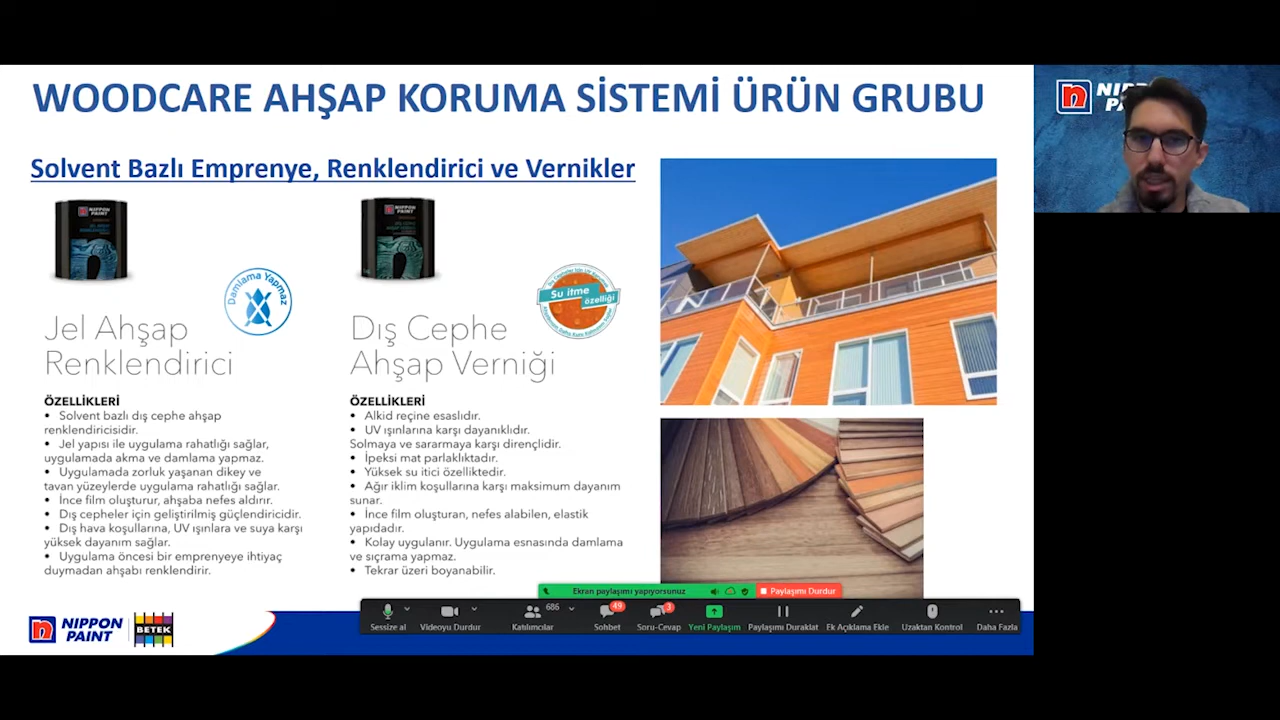 WOODCARE AHŞAP KORUMA SİSTEMİ ÜRÜN GRUBU
Solvent Bazlı Emprenye, Renklendirici ve Vernikler
NIPPON
PAINT
Damlama Yapmaz
Jel Ahşap
Renklendirici
ÖZELLİKLERİ
• Solvent bazlı dış cephe ahşap
renklendiricisidir.
• Jel yapısı ile uygulama rahatlığı sağlar,
uygulamada akma ve damlama yapmaz.
• Uygulamada zorluk yaşanan dikey ve
tavan yüzeylerde uygulama rahatlığı sağlar.
• İnce film oluşturur, ahşaba nefes aldırır.
• Dış cepheler için geliştirilmiş güçlendiricidir.
• Dış hava koşullarına, UV ışınlara ve suya karşı
yüksek dayanım sağlar.
• Uygulama öncesi bir emprenyeye ihtiyaç
duymadan ahşabı renklendirir.
NIPPON
PAINT
Su itme
özelliği
Dış Cephe
Ahşap Verniği
ÖZELLİKLERİ
• Alkid reçine esaslıdır.
• UV ışınlarına karşı dayanıklıdır.
Solmaya ve sararmaya karşı dirençlidir.
• İpeksi mat parlaklıktadır.
• Yüksek su itici özelliktedir.
• Ağır iklim koşullarına karşı maksimum dayanım
sunar.
• İnce film oluşturan, nefes alabilen, elastik
yapıdadır.
• Kolay uygulanır. Uygulama esnasında damlama
ve sıçrama yapmaz.
• Tekrar üzeri boyanabilir.
NIPPON
PAINT
BETEK
Ekran paylaşımı yapıyorsunuz
Paylaşımı Durdur
686
49
3
Sessize al
Videoyu Durdur
Katılımcılar
Sohbet
Soru-Cevap
Yeni Paylaşım
Paylaşımı Duraklat
Ek Açıklama Ekle
Uzaktan Kontrol
Daha Fazla